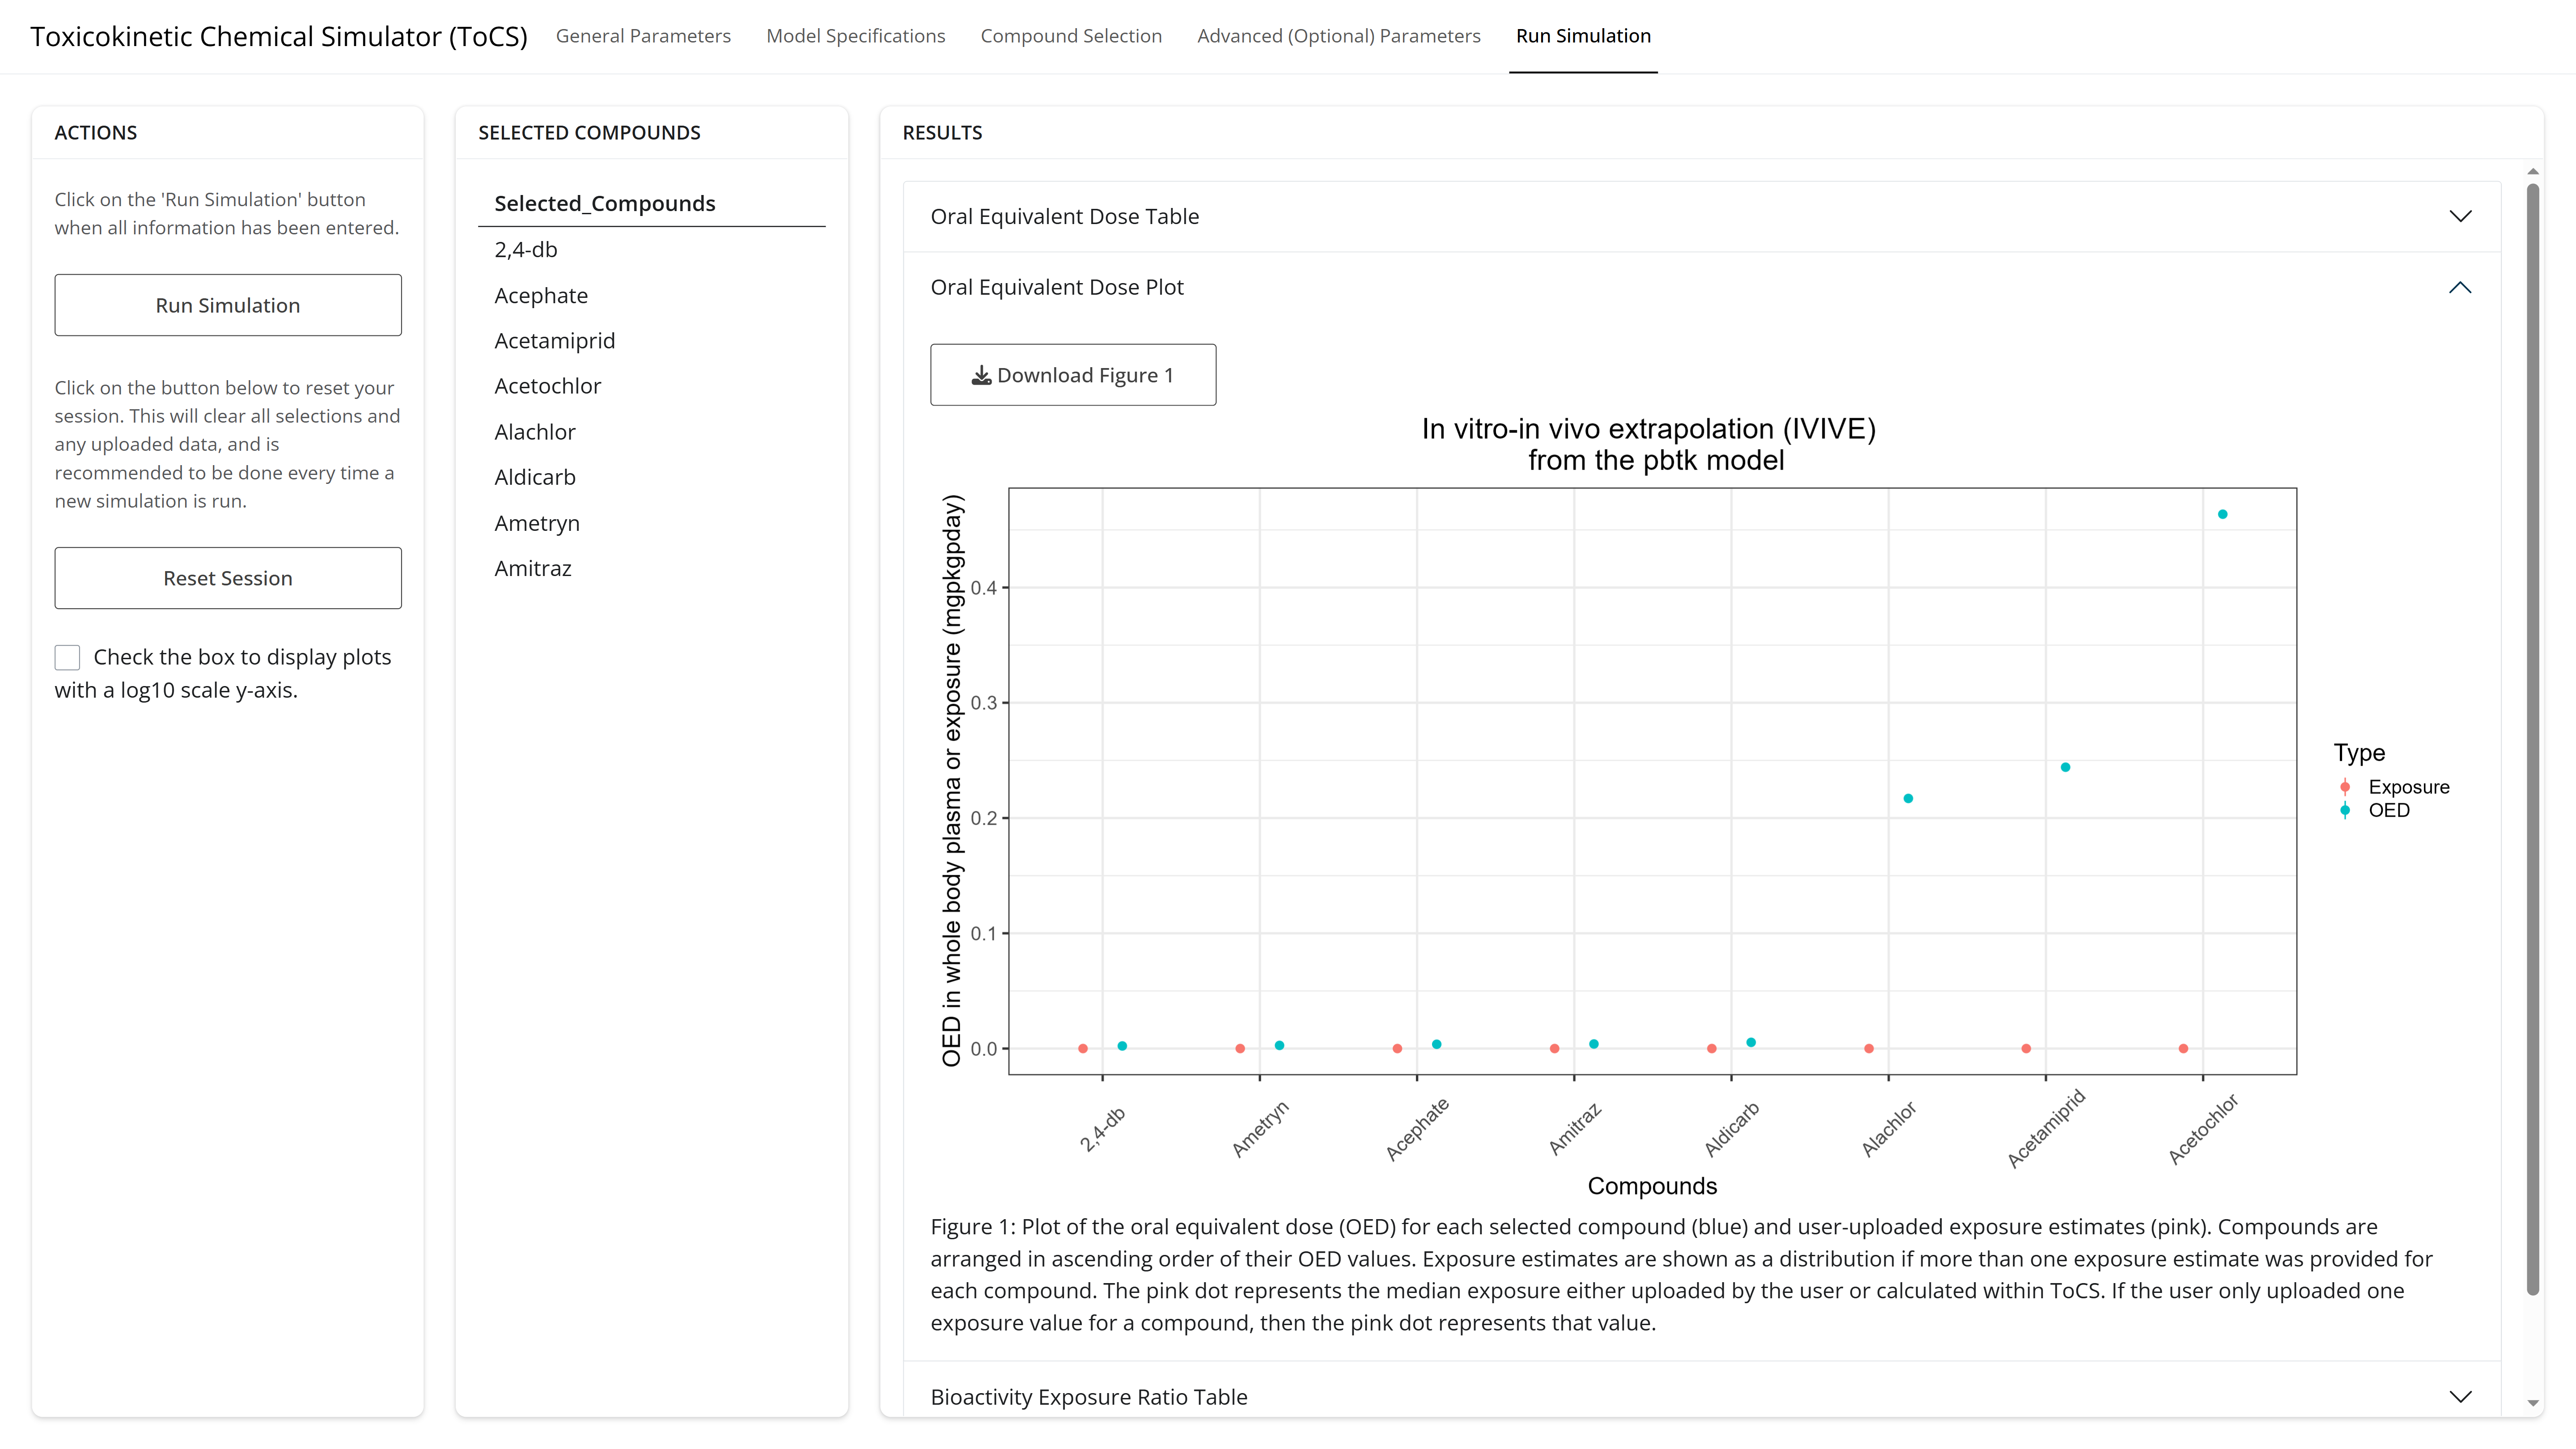 Toxicokinetic Chemical Simulator (ToCS)
General Parameters
Model Specifications
Compound Selection
Advanced (Optional) Parameters
Run Simulation
ACTIONS
Click on the 'Run Simulation' button
when all information has been entered.
Run Simulation
Click on the button below to reset your
session. This will clear all selections and
any uploaded data, and is
recommended to be done every time a
new simulation is run.
Reset Session
Check the box to display plots
with a log10 scale y-axis.
SELECTED COMPOUNDS
Selected_Compounds
2,4-db
Acephate
Acetamiprid
Acetochlor
Alachlor
Aldicarb
Ametryn
Amitraz
RESULTS
Oral Equivalent Dose Table
Oral Equivalent Dose Plot
Download Figure 1
In vitro-in vivo extrapolation (IVIVE)
from the pbtk model
OED in whole body plasma or exposure (mgpkgpday)
0.4
0.3
0.2
0.1
0.0
2,4-db
Ametryn
Acephate
Amitraz
Aldicarb
Alachlor
Acetamiprid
Acetochlor
Compounds
Type
Exposure
OED
Figure 1: Plot of the oral equivalent dose (OED) for each selected compound (blue) and user-uploaded exposure estimates (pink). Compounds are
arranged in ascending order of their OED values. Exposure estimates are shown as a distribution if more than one exposure estimate was provided for
each compound. The pink dot represents the median exposure either uploaded by the user or calculated within ToCS. If the user only uploaded one
exposure value for a compound, then the pink dot represents that value.
Bioactivity Exposure Ratio Table